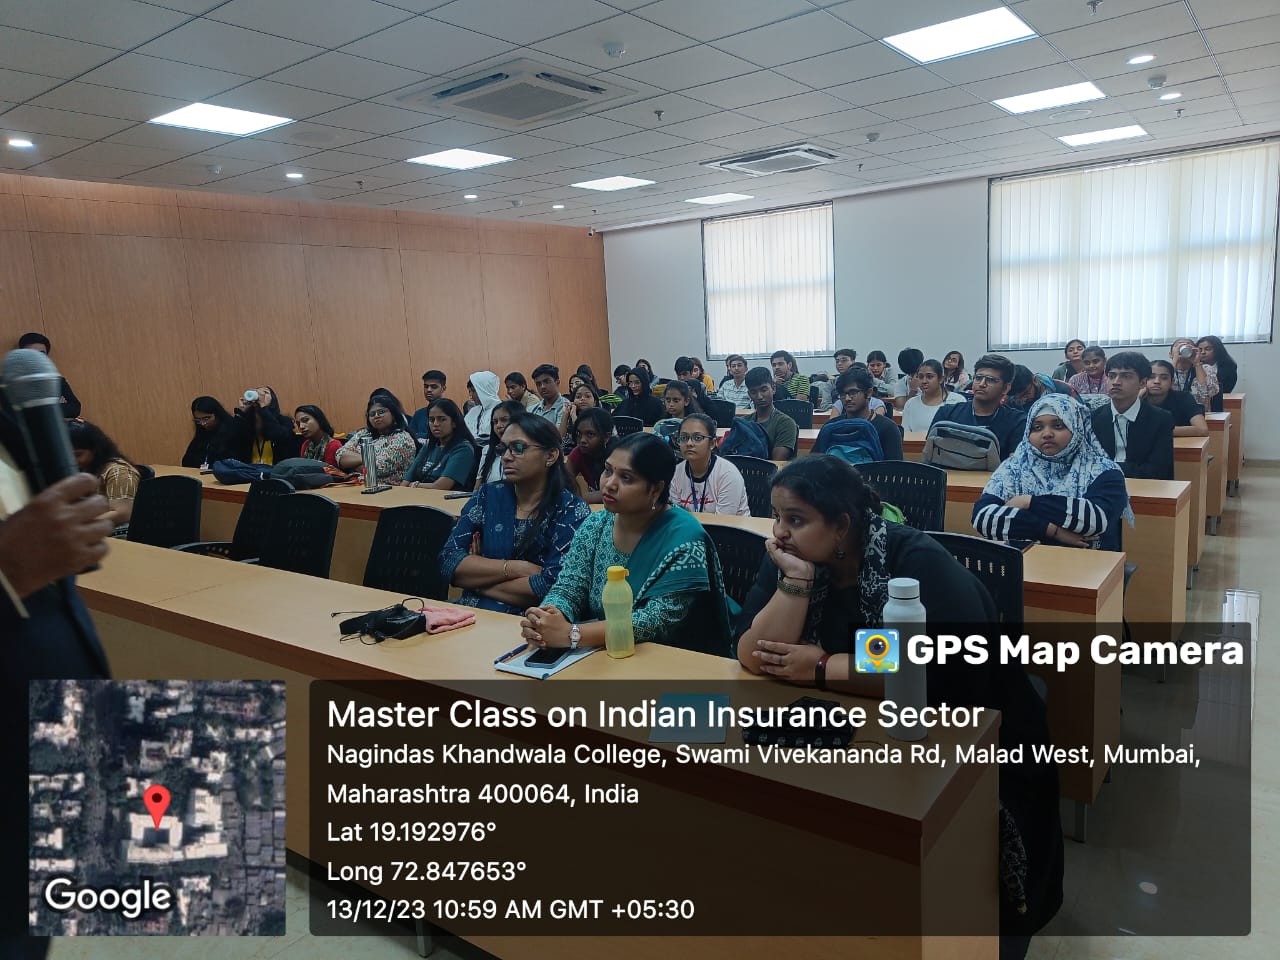 GPS Map Camera
Master Class on Indian Insurance Sector
Nagindas Khandwala College, Swami Vivekananda Rd, Malad West, Mumbai,
Maharashtra 400064, India
Lat 19.192976°
Long 72.847653°
13/12/23 10:59 AM GMT +05:30
Google